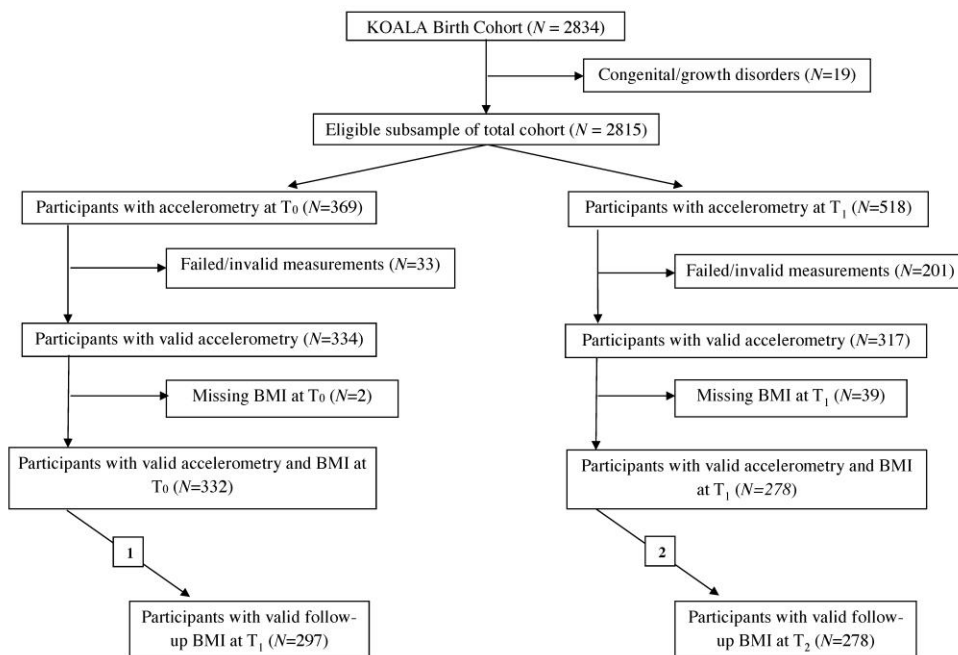 KOALA Birth Cohort (N = 2834)
Congenital/growth disorders (N=19)
Eligible subsample of total cohort (N = 2815)
Participants with accelerometry at T0 (N=369)
Participants with accelerometry at T1 (N=518)
Failed/invalid measurements (N=33)
Failed/invalid measurements (N=201)
Participants with valid accelerometry (N=334)
Participants with valid accelerometry (N=317)
Missing BMI at T0 (N=2)
Missing BMI at T1 (N=39)
Participants with valid accelerometry and BMI at
T0 (N=332)
Participants with valid accelerometry and BMI
at T1 (N=278)
1
2
Participants with valid follow-
up BMI at T1 (N=297)
Participants with valid follow-
up BMI at T2 (N=278)